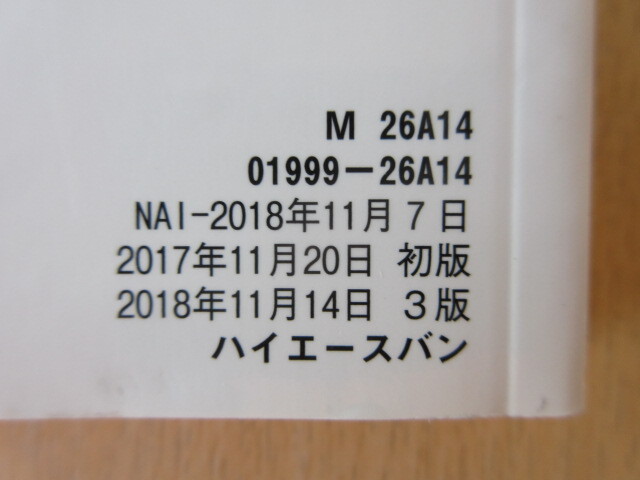 M 26A14
01999－26A14
NAI-2018年11月7日
2017年11月20日 初版
2018年11月14日 3版
ハイエースバン